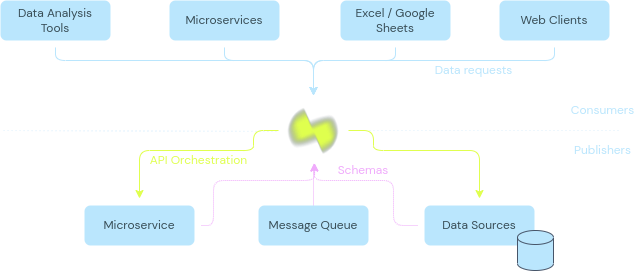 Data Analysis
Tools
Microservices
Excel / Google
Sheets
Web Clients
Data requests
Consumers
Publishers
API Orchestration
Schemas
Microservice
Message Queue
Data Sources